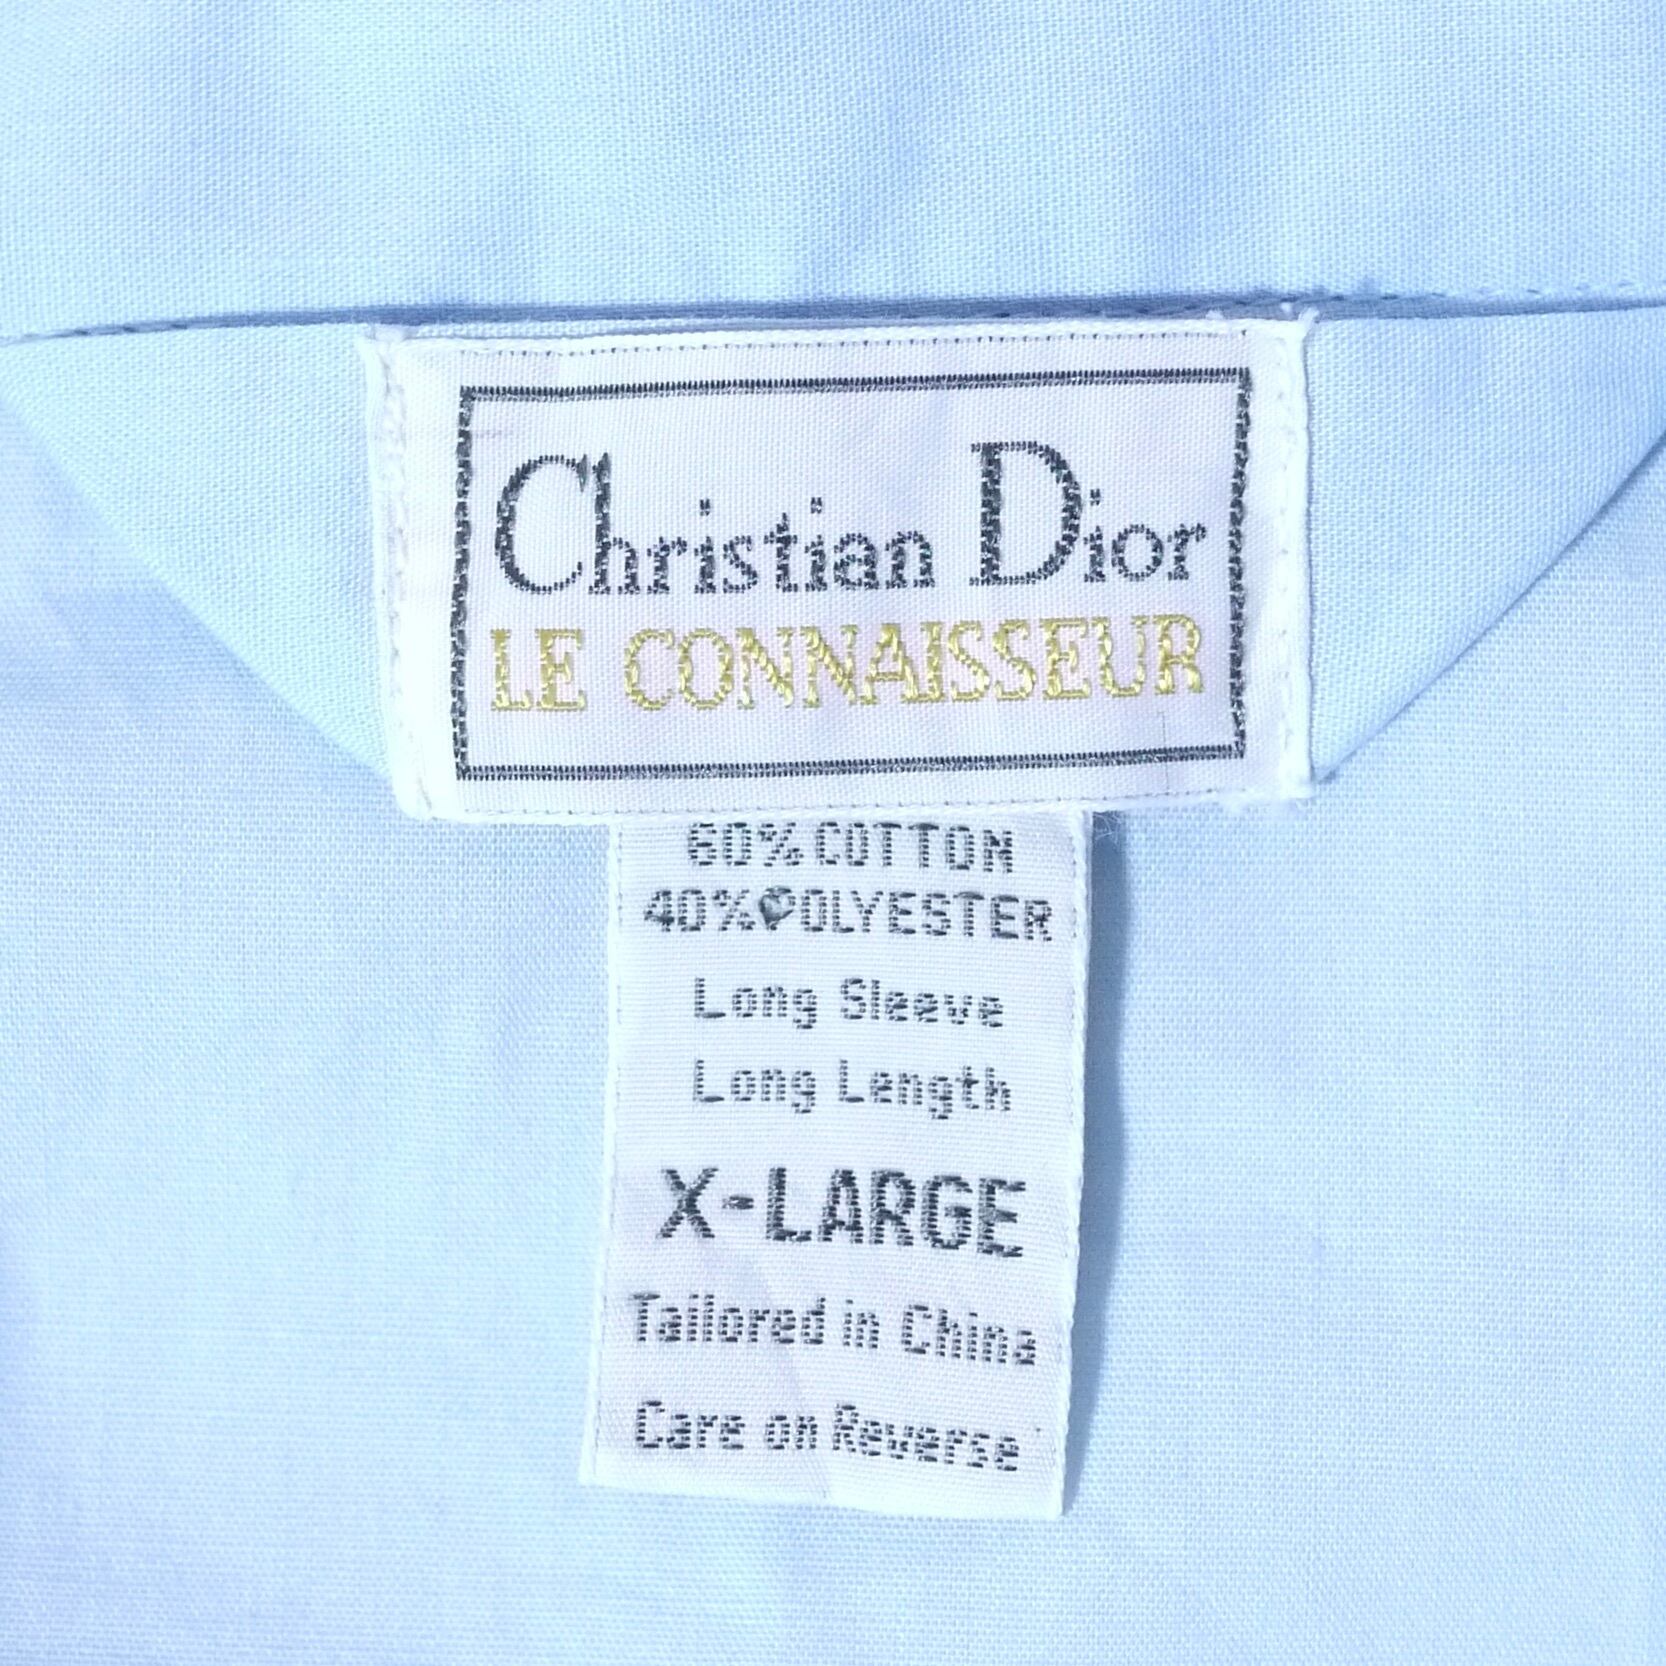 Christian Dior
LE CONNAISSEUR
60% COTTON
40% POLYESTER
Long Sleeve
Long Length
X-LARGE
Tailored in China
Care on Reverse